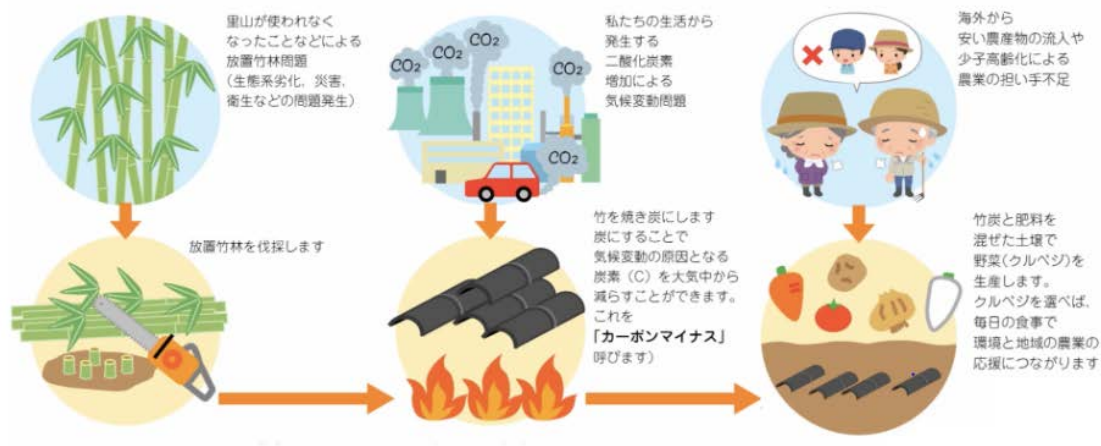 里山が使われなく
なったことなどによる
放置竹林問題
（生態系劣化、災害、
衛生などの問題発生）
CO2
CO2
CO2
CO2
私たちの生活から
発生する
二酸化炭素
増加による
気候変動問題
海外から
安い農産物の流入や
少子高齢化による
農業の担い手不足
放置竹林を伐採します
竹を焼き炭にします
炭にすることで
気候変動の原因となる
炭素（C）を大気中から
減らすことができます。
これを
「カーボンマイナス」
呼びます）
竹炭と肥料を
混ぜた土壌で
野菜（クルベジ）を
生産します。
クルベジを選べば、
毎日の食事で
環境と地域の農業の
応援につながります